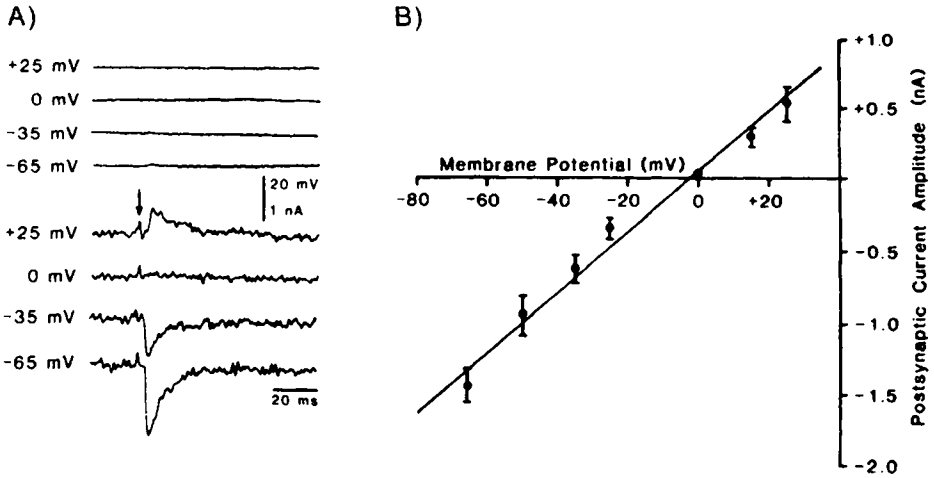 A)
+25 mV
0 mV
-35 mV
-65 mV
20 mV
1 nA
+25 mV
0 mV
-35 mV
-65 mV
20 ms
B)
+1.0
+0.5
Membrane Potential (mV)
-80 -60 -40 -20 0 +20
-0.5
-1.0
-1.5
-2.0
Postsynaptic Current Amplitude (nA)